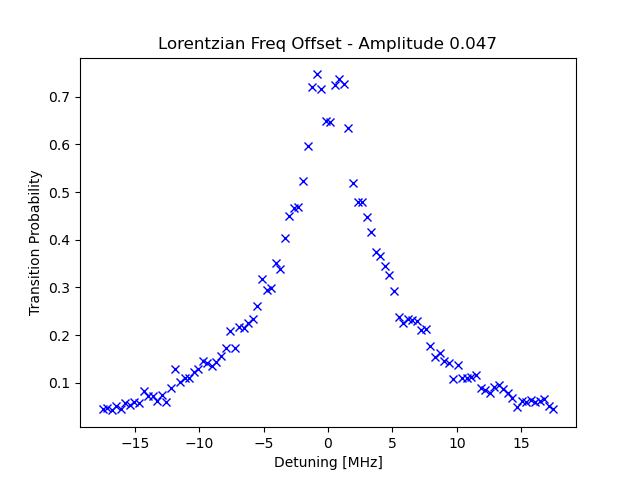 Lorentzian Freq Offset - Amplitude 0.047
Transition Probability
0.7
0.6
0.5
0.4
0.3
0.2
0.1
−15 −10 −5 0 5 10 15
Detuning [MHz]